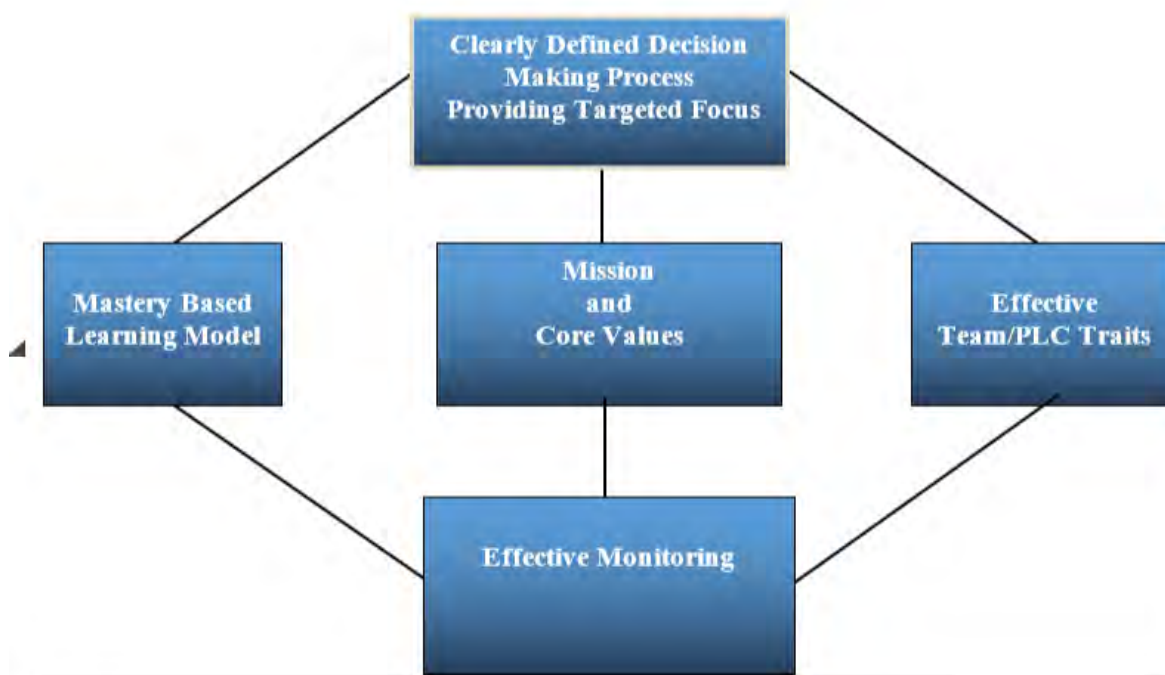 Clearly Defined Decision
Making Process
Providing Targeted Focus
Mastery Based
Learning Model
Mission
and
Core Values
Effective
Team/PLC Traits
Effective Monitoring